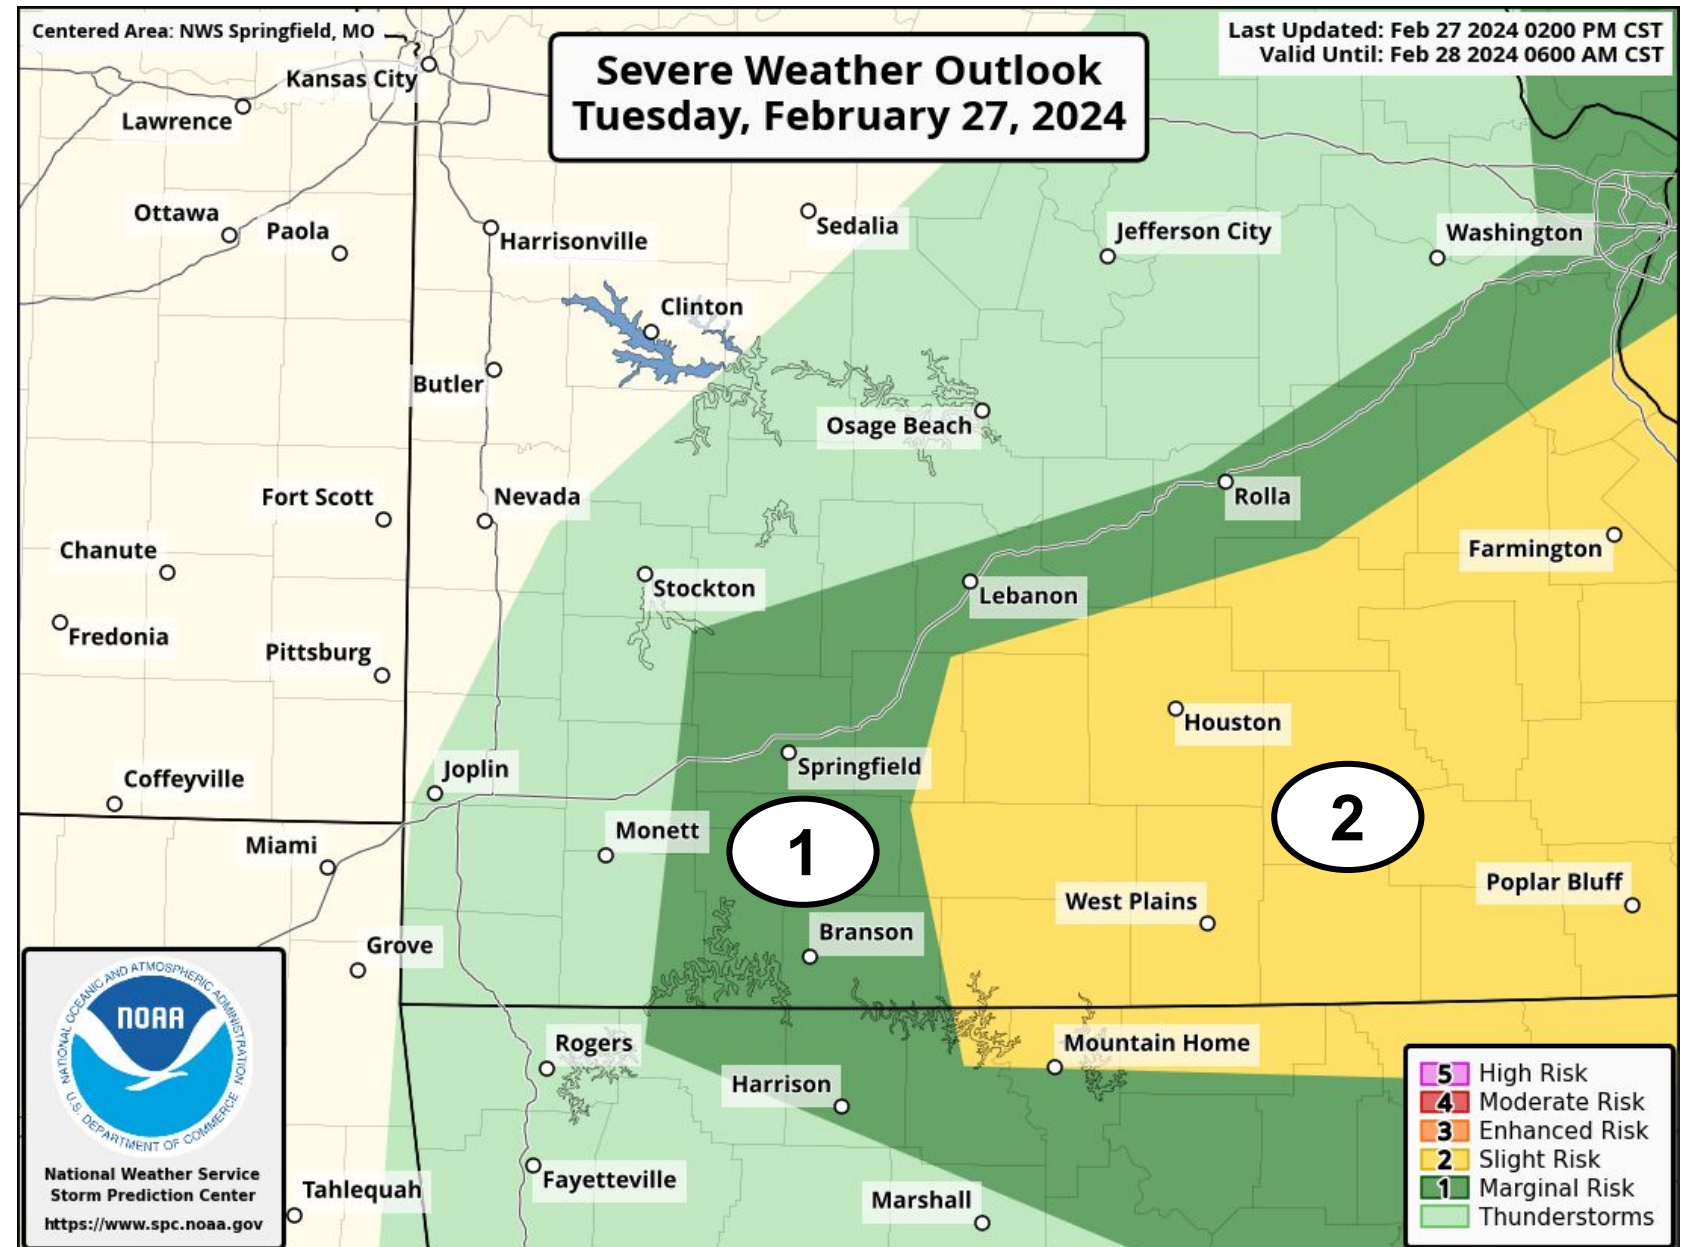 Centered Area: NWS Springfield, MO
Last Updated: Feb 27 2024 0200 PM CST
Valid Until: Feb 28 2024 0600 AM CST
Severe Weather Outlook
Tuesday, February 27, 2024
Kansas City
Lawrence
Ottawa
Paola
Harrisonville
Sedalia
Jefferson City
Washington
Clinton
Butler
Osage Beach
Fort Scott
Nevada
Rolla
Chanute
Farmington
Stockton
Lebanon
Fredonia
Pittsburg
Houston
Coffeyville
Joplin
Springfield
Miami
Monett
1
2
West Plains
Poplar Bluff
Grove
Branson
Rogers
Mountain Home
Harrison
Tahlequah
Fayetteville
Marshall
NATIONAL OCEANIC AND ATMOSPHERIC ADMINISTRATION
NOAA
U.S. DEPARTMENT OF COMMERCE
National Weather Service
Storm Prediction Center
https://www.spc.noaa.gov
5 High Risk
4 Moderate Risk
3 Enhanced Risk
2 Slight Risk
1 Marginal Risk
Thunderstorms